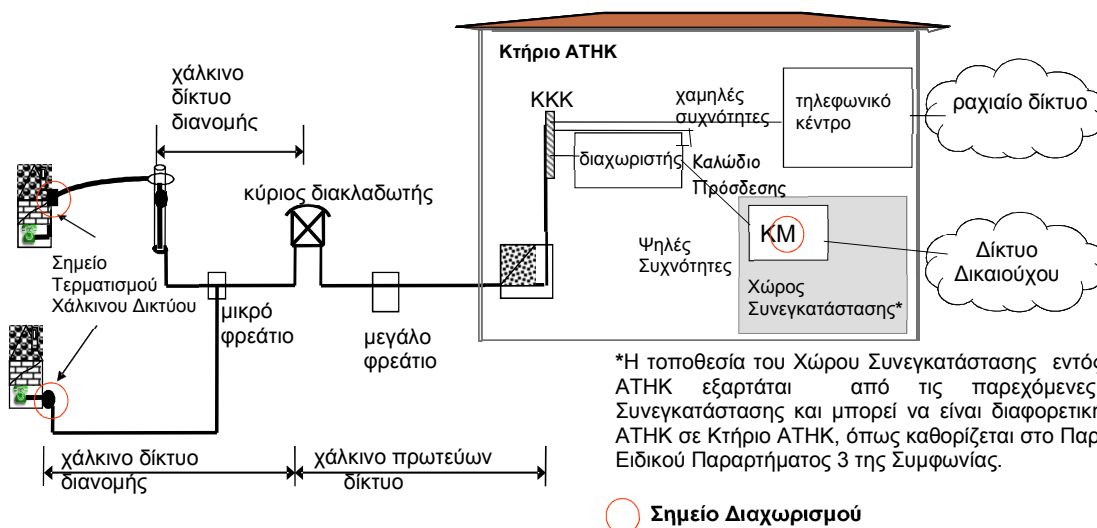 Κτήριο ΑΤΗΚ
χάλκινο
δίκτυο
διανομής
ΚΚΚ
χαμηλές
συχνότητες
τηλεφωνικό
κέντρο
ραχιαίο δίκτυο
διαχωριστής
Καλώδιο
Πρόσδεσης
κύριος διακλαδωτής
ΚΜ
Ψηλές
Συχνότητες
Δίκτυο
Δικαιούχου
Σημείο
Τερματισμού
Χάλκινου Δικτύου
Χώρος
Συνεγκατάστασης*
μικρό
φρεάτιο
μεγάλο
φρεάτιο
*Η τοποθεσία του Χώρου Συνεγκατάστασης εντός
ΑΤΗΚ εξαρτάται από τις παρεχόμενες
Συνεγκατάστασης και μπορεί να είναι διαφορετική
ΑΤΗΚ σε Κτήριο ΑΤΗΚ, όπως καθορίζεται στο Παρ
Ειδικού Παραρτήματος 3 της Συμφωνίας.
χάλκινο δίκτυο
διανομής
χάλκινο πρωτεύων
δίκτυο
Σημείο Διαχωρισμού